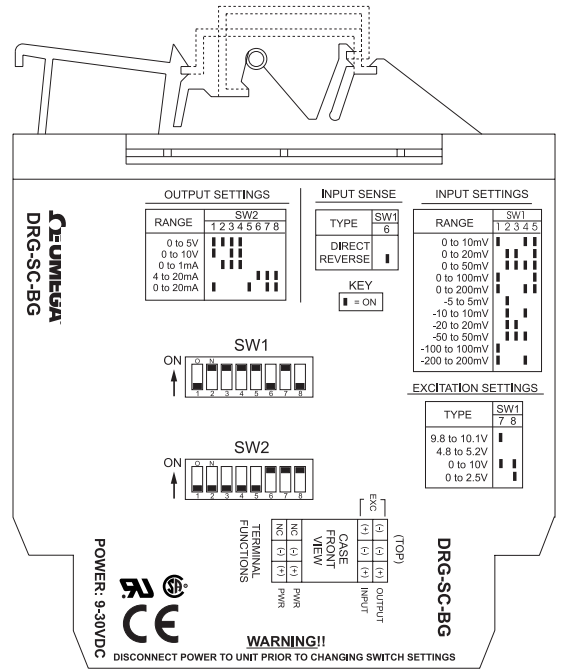 OUTPUT SETTINGS
RANGE
SW2
1 2 3 4 5 6 7 8
0 to 5V
0 to 10V
0 to 1mA
4 to 20mA
0 to 20mA
INPUT SENSE
TYPE
SW1
6
DIRECT
REVERSE
KEY
= ON
INPUT SETTINGS
RANGE
SW1
1 2 3 4 5
0 to 10mV
0 to 20mV
0 to 50mV
0 to 100mV
0 to 200mV
-5 to 5mV
-10 to 10mV
-20 to 20mV
-50 to 50mV
-100 to 100mV
-200 to 200mV
EXCITATION SETTINGS
TYPE
SW1
7 8
9.8 to 10.1V
4.8 to 5.2V
0 to 10V
0 to 2.5V
ΩOMEGA
DRG-SC-BG
SW1
ON
O N
1 2 3 4 5 6 7 8
SW2
ON
O N
1 2 3 4 5 6 7 8
TERMINAL
FUNCTIONS
NC (-) (+) PWR
NC (-) (+) PWR
CASE
FRONT
VIEW
EXC
(+) (-) (+) INPUT
(-) (-) (+) OUTPUT
(TOP)
DRG-SC-BG
POWER: 9-30VDC
RU
SA
®
CE
WARNING!!
DISCONNECT POWER TO UNIT PRIOR TO CHANGING SWITCH SETTINGS